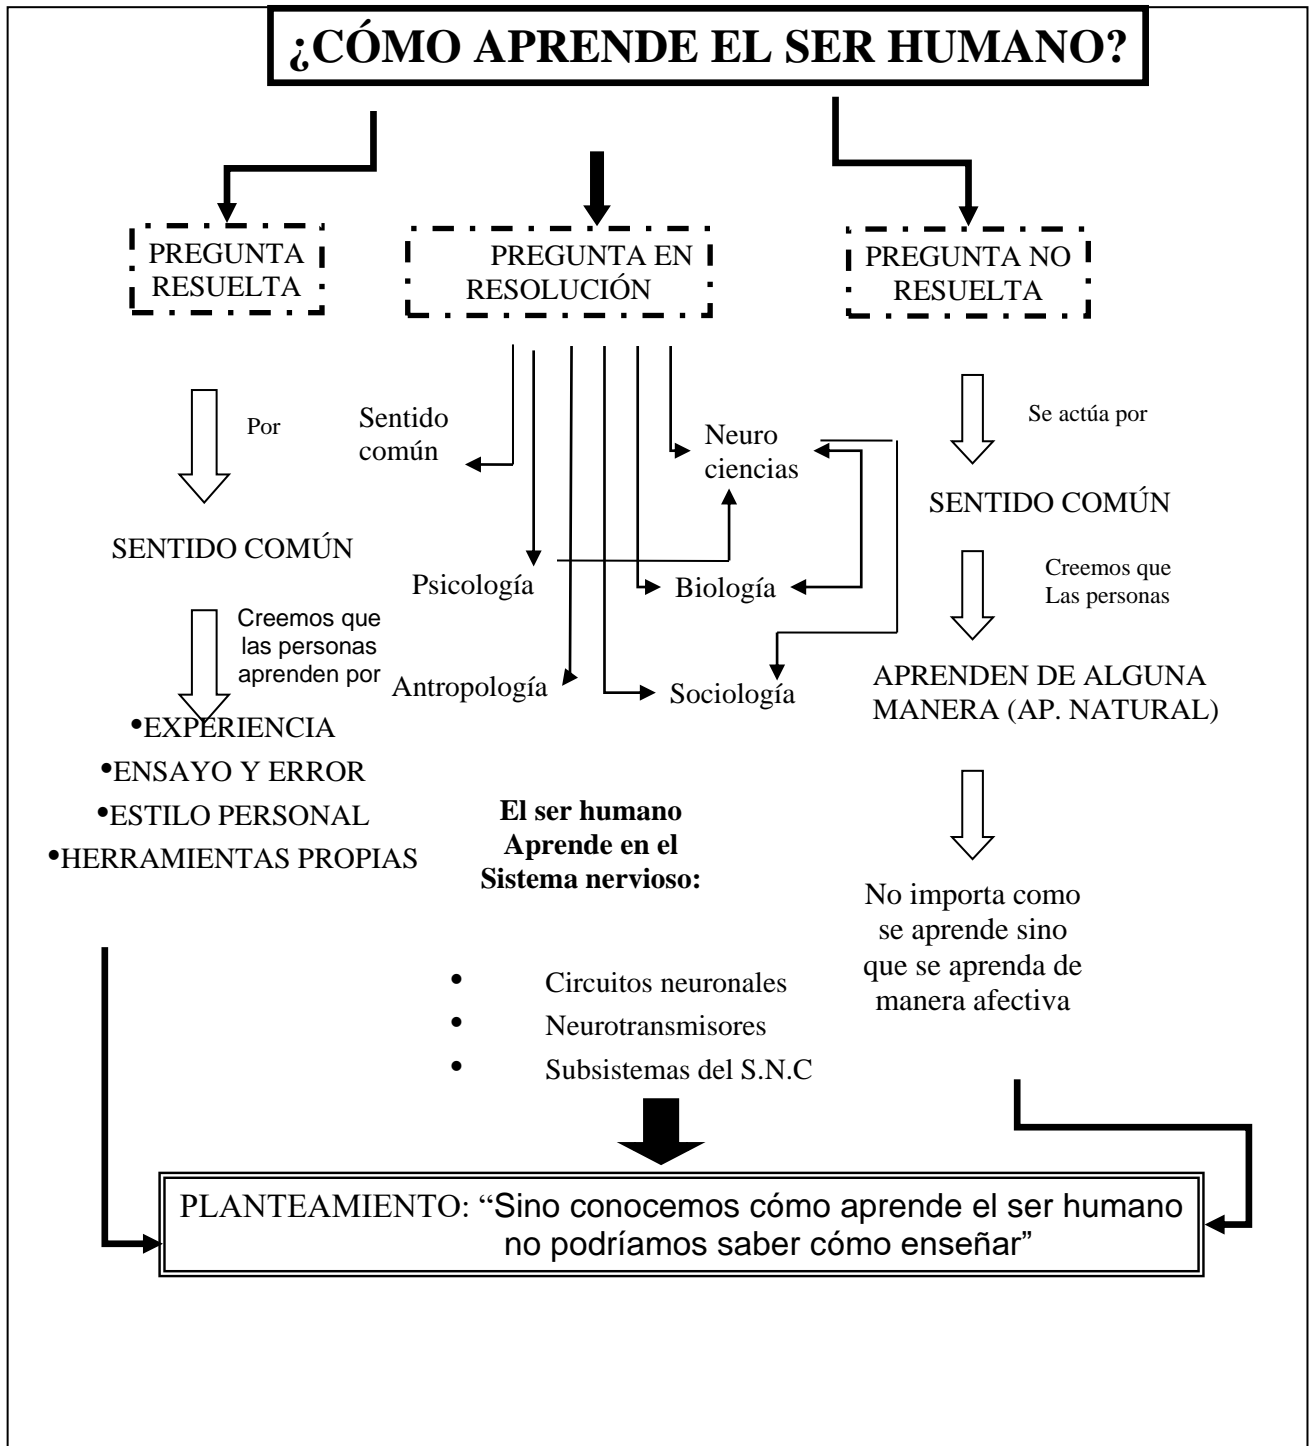 ¿CÓMO APRENDE EL SER HUMANO?
PREGUNTA
RESUELTA
Por
SENTIDO COMÚN
Creemos que
las personas
aprenden por
•EXPERIENCIA
•ENSAYO Y ERROR
•ESTILO PERSONAL
•HERRAMIENTAS PROPIAS
PREGUNTA EN
RESOLUCIÓN
Sentido
común
Neuro
ciencias
Psicología
Biología
Antropología
Sociología
El ser humano
Aprende en el
Sistema nervioso:
• Circuitos neuronales
• Neurotransmisores
• Subsistemas del S.N.C
PREGUNTA NO
RESUELTA
Se actúa por
SENTIDO COMÚN
Creemos que
Las personas
APRENDEN DE ALGUNA
MANERA (AP. NATURAL)
No importa como
se aprende sino
que se aprenda de
manera afectiva
PLANTEAMIENTO: “Sino conocemos cómo aprende el ser humano
no podríamos saber cómo enseñar”